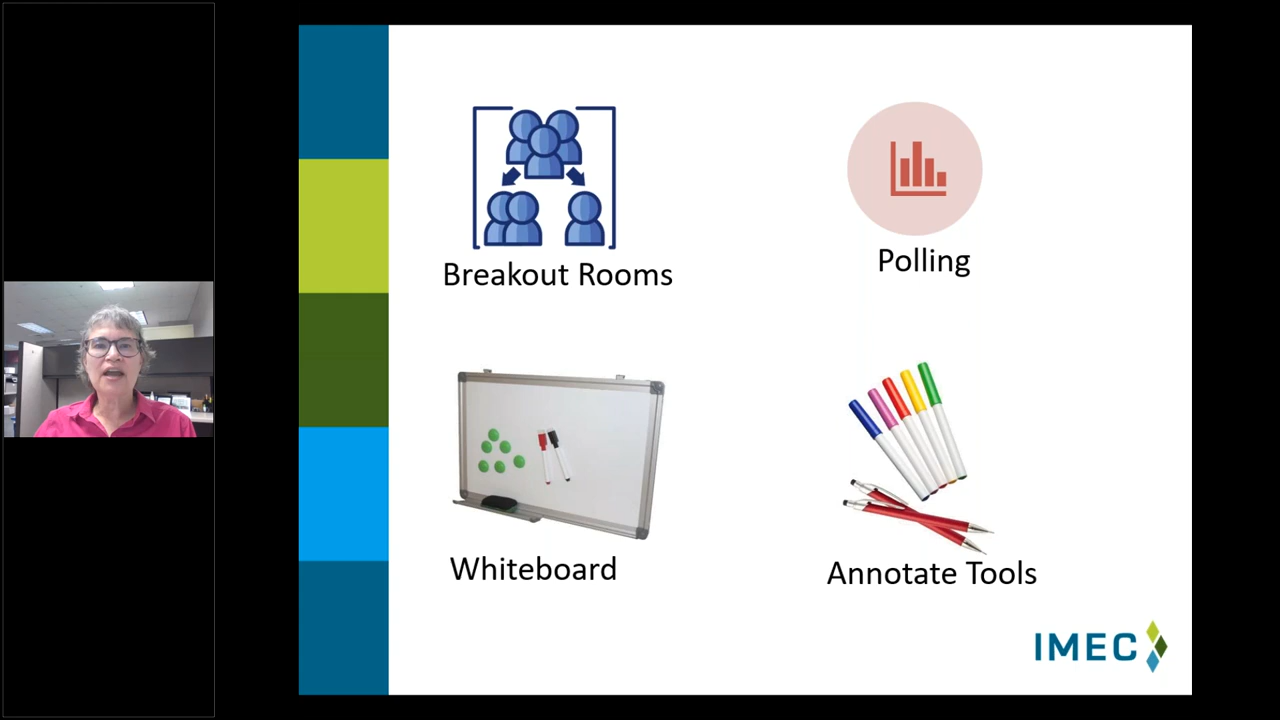 Breakout Rooms
Polling
Whiteboard
Annotate Tools
IMEC